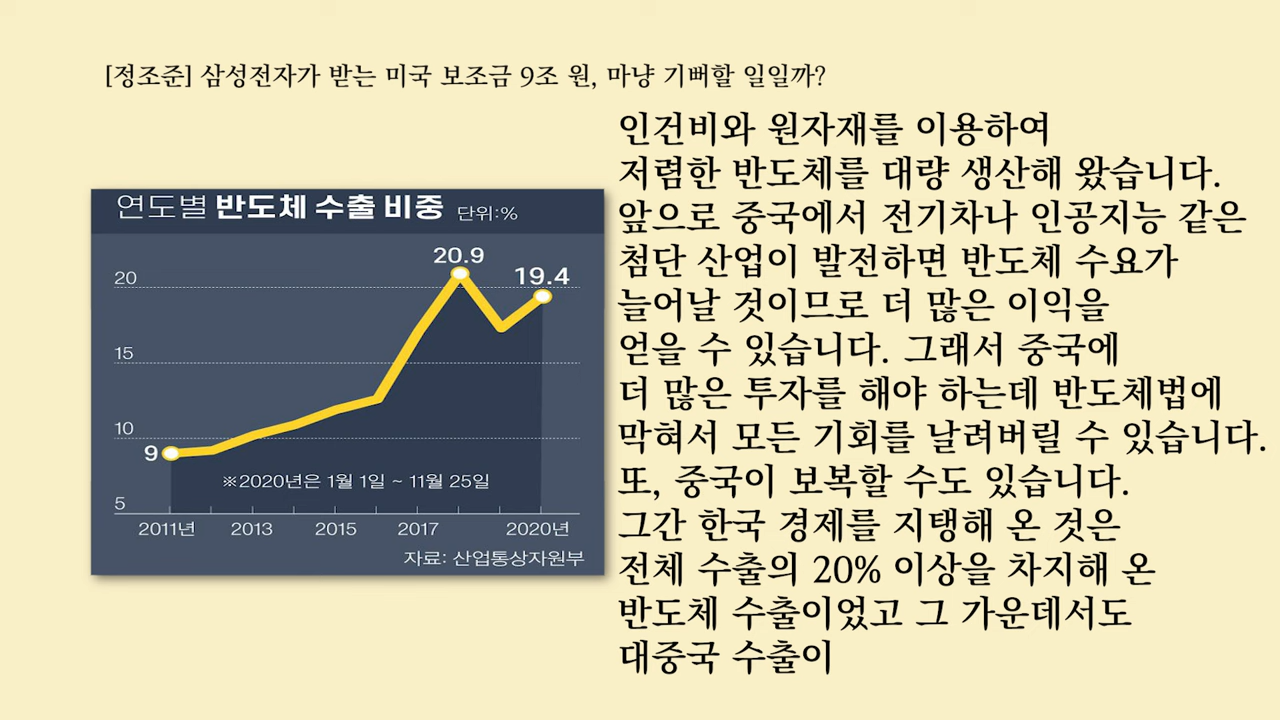 [정조준] 삼성전자가 받는 미국 보조금 9조 원, 마냥 기뻐할 일일까?
연도별 반도체 수출 비중 단위:%
20.9
19.4
20
15
10
9
※2020년은 1월 1일 ~ 11월 25일
5
2011년 2013 2015 2017 2020년
자료: 산업통상자원부
인건비와 원자재를 이용하여
저렴한 반도체를 대량 생산해 왔습니다.
앞으로 중국에서 전기차나 인공지능 같은
첨단 산업이 발전하면 반도체 수요가
늘어날 것이므로 더 많은 이익을
얻을 수 있습니다. 그래서 중국에
더 많은 투자를 해야 하는데 반도체법에
막혀서 모든 기회를 날려버릴 수 있습니다.
또, 중국이 보복할 수도 있습니다.
그간 한국 경제를 지탱해 온 것은
전체 수출의 20% 이상을 차지해 온
반도체 수출이었고 그 가운데서도
대중국 수출이